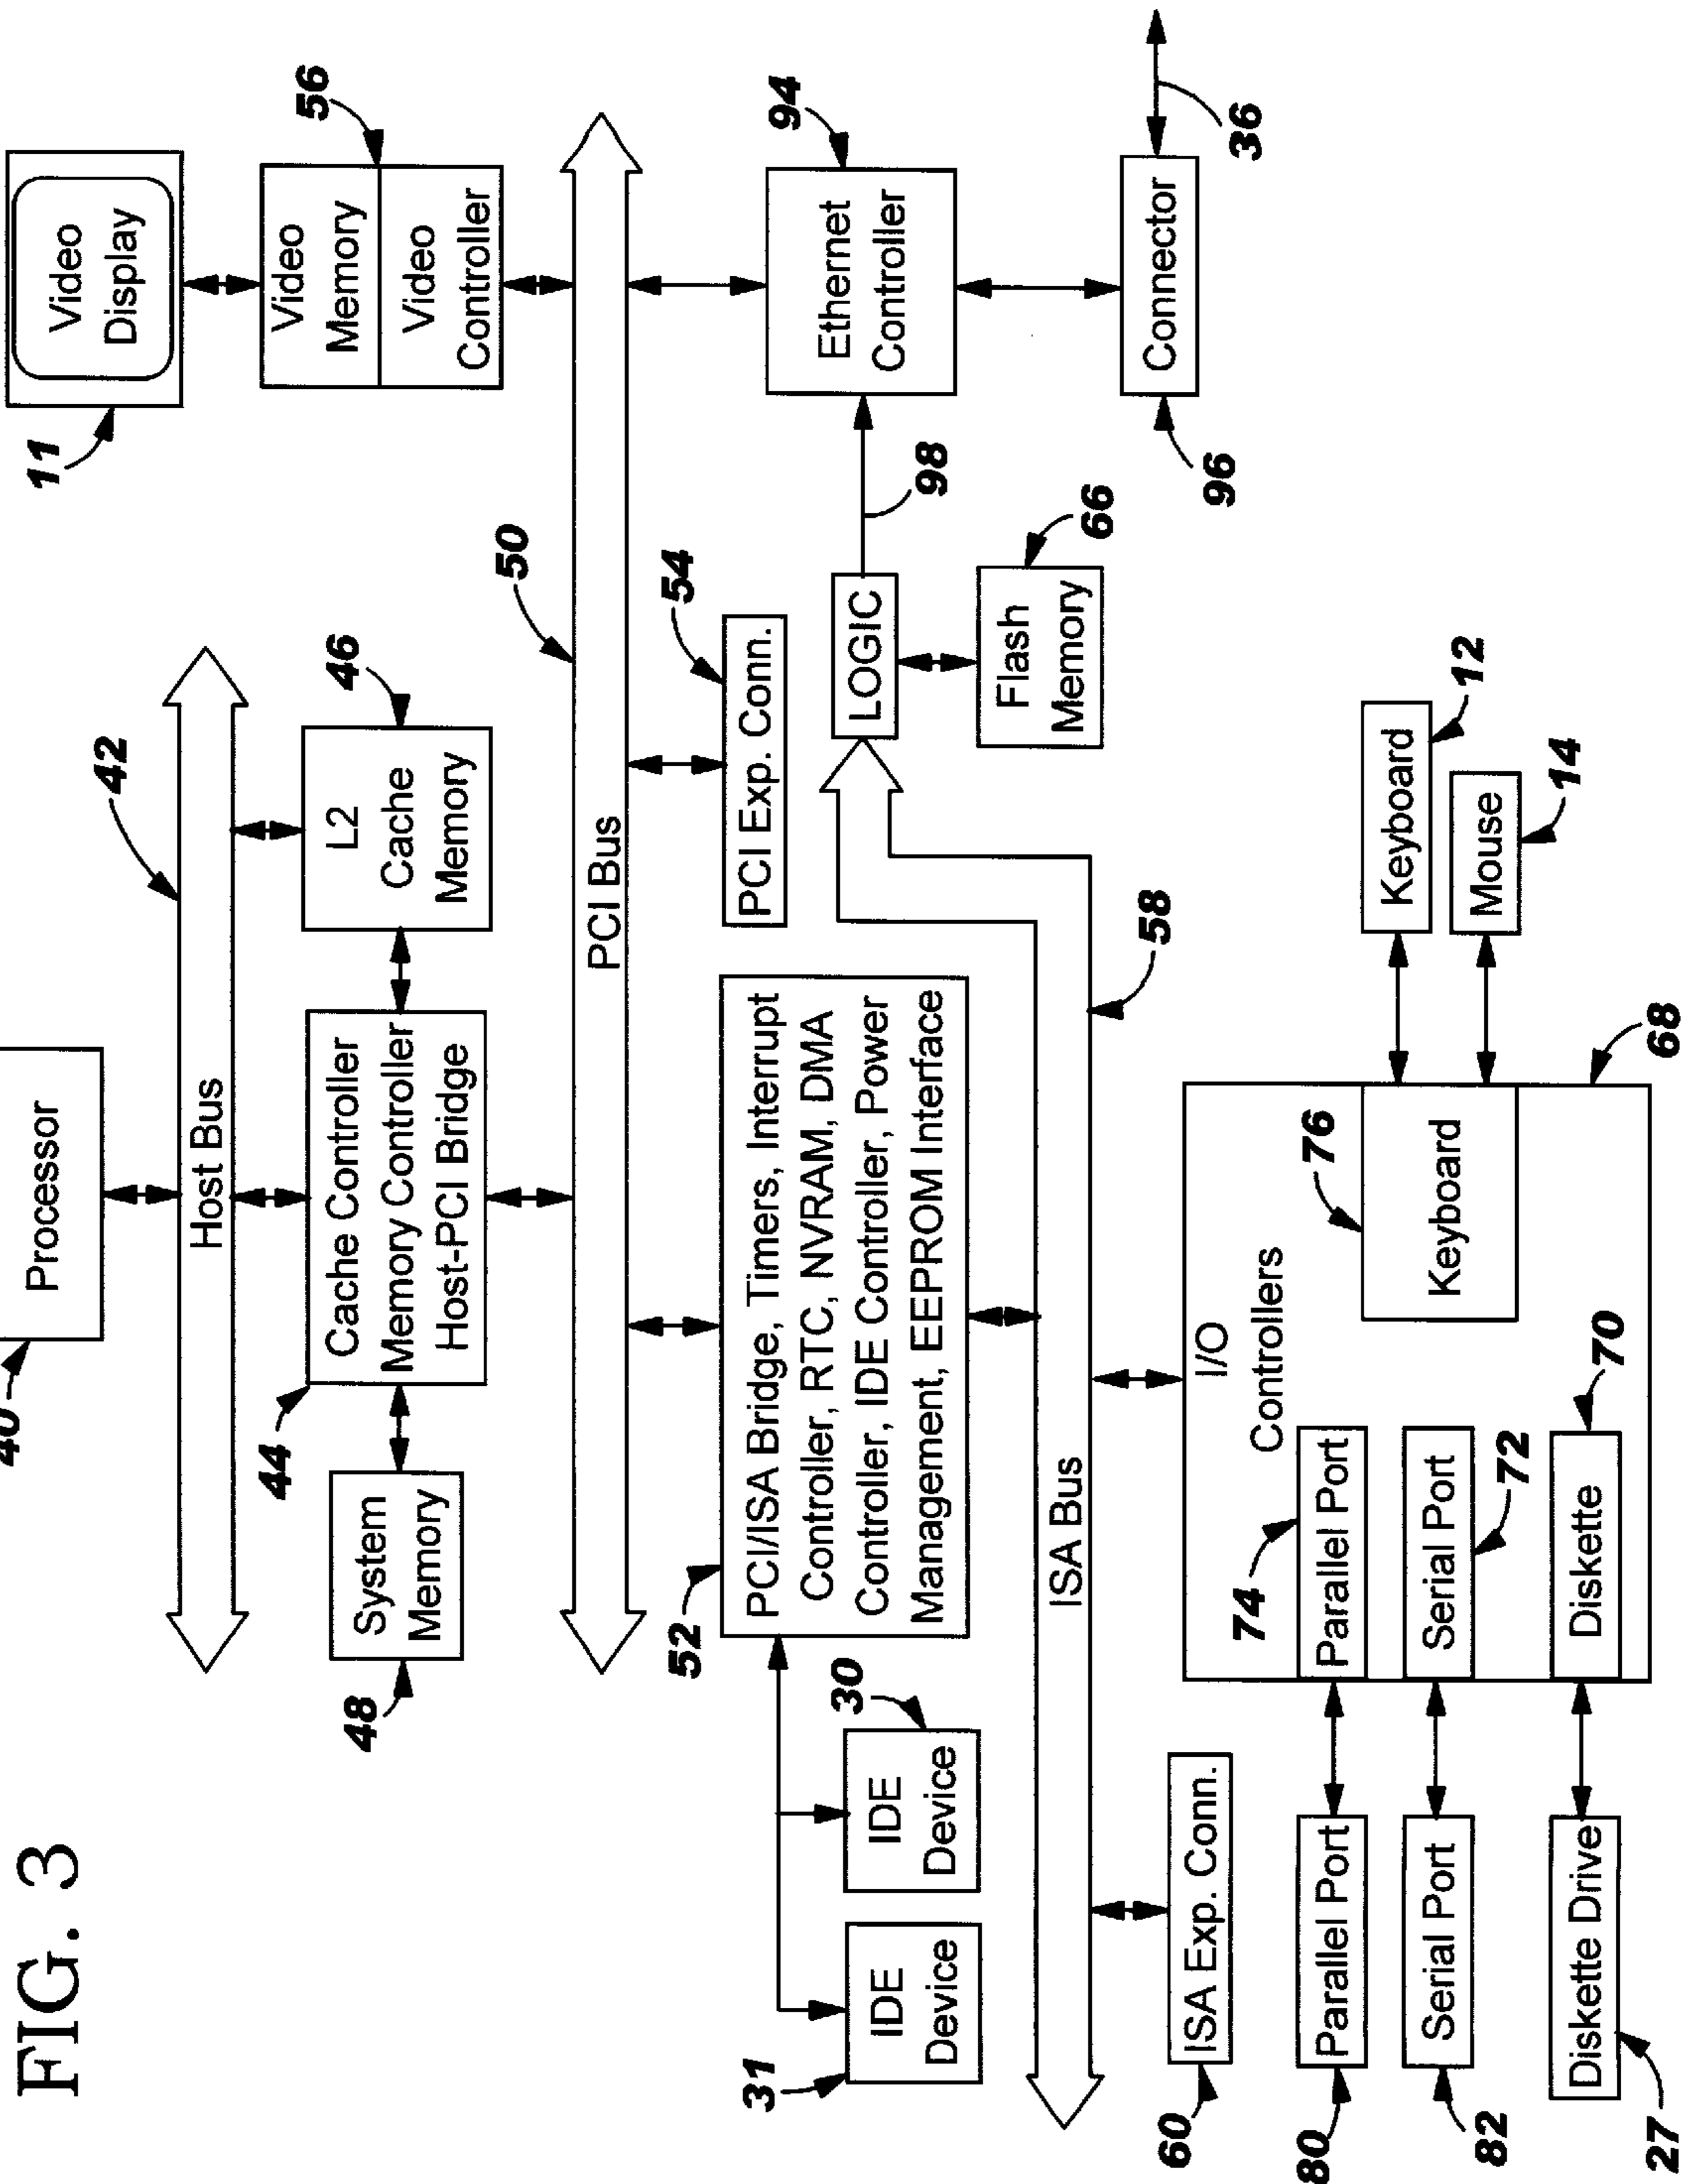 FIG. 3
40
Processor
Host Bus
42
11
Video
Display
44
Cache Controller
Memory Controller
Host-PCI Bridge
48
System
Memory
L2
Cache
Memory
46
Video
Memory
Video
Controller
56
50
PCI Bus
52
PCI/ISA Bridge, Timers, Interrupt
Controller, RTC, NVRAM, DMA
Controller, IDE Controller, Power
Management, EEPROM Interface
PCI Exp. Conn.
54
31
IDE
Device
IDE
Device
30
LOGIC
98
Ethernet
Controller
94
Flash
Memory
66
ISA Bus
58
96
Connector
36
60
ISA Exp. Conn.
I/O
Controllers
80
Parallel Port
74
Parallel Port
82
Serial Port
Serial Port
72
27
Diskette Drive
Diskette
70
76
Keyboard
Keyboard
12
Mouse
14
68